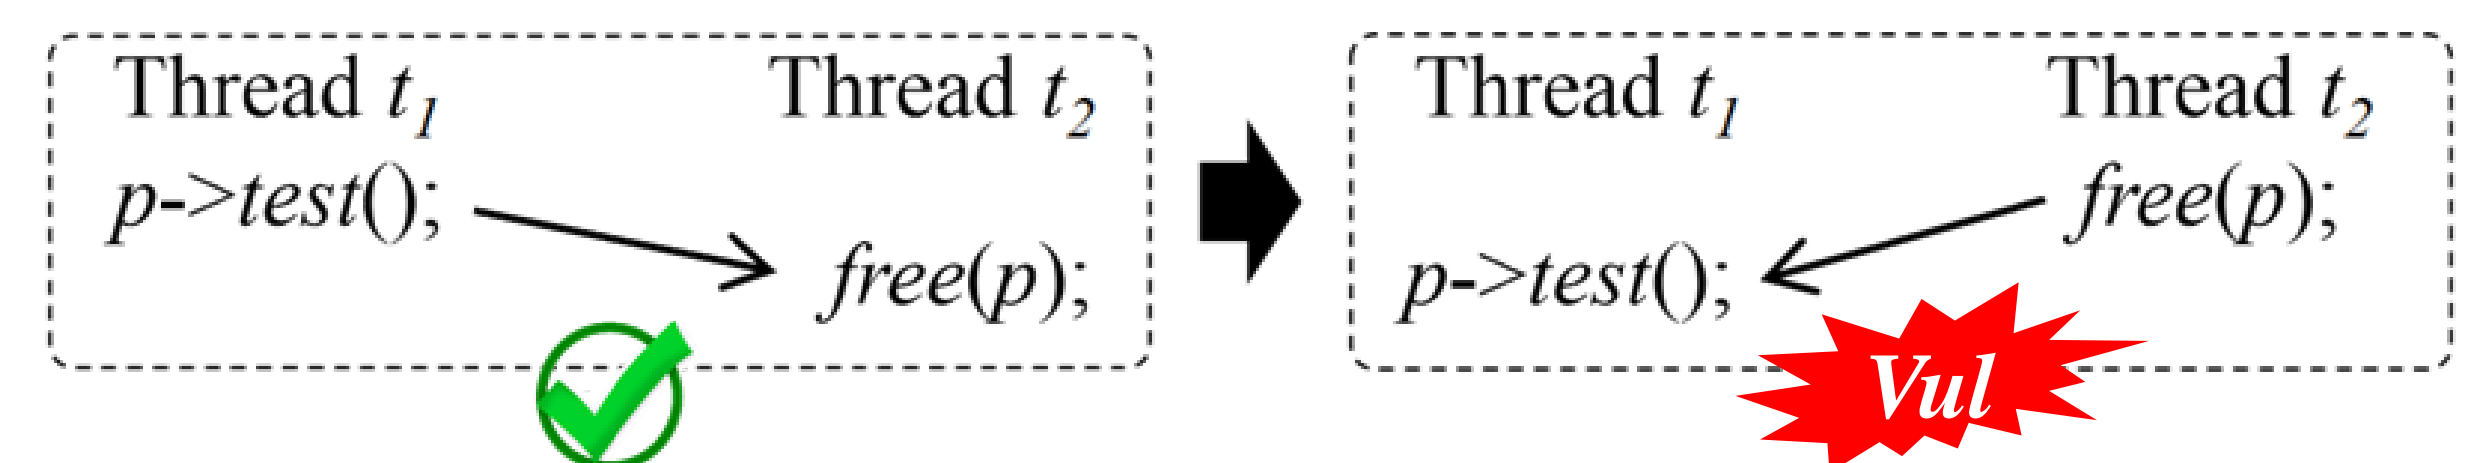 Thread t1 Thread t2
p->test();
free(p);
Thread t1 Thread t2
free(p);
p->test();
Vul